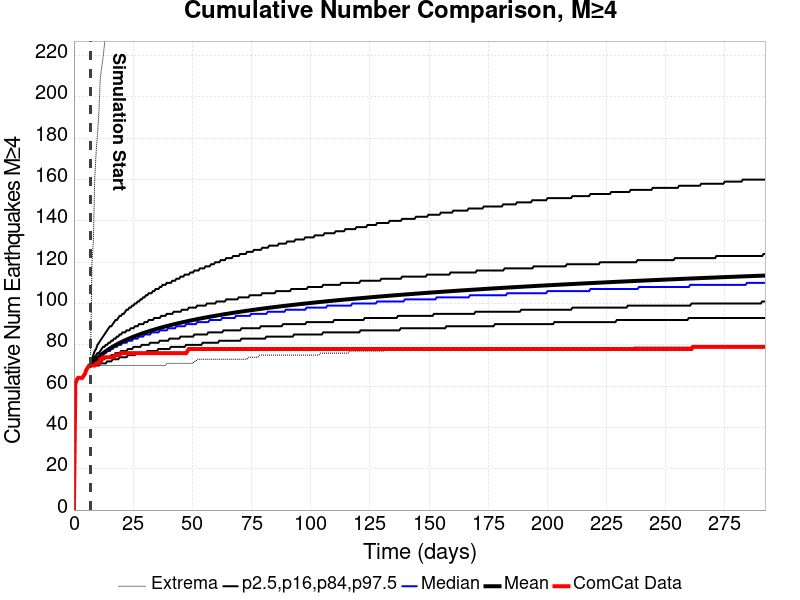 Cumulative Number Comparison, M≥4
Cumulative Num Earthquakes M≥4
220
200
180
160
140
120
100
80
60
40
20
0
Simulation Start
0 25 50 75 100 125 150 175 200 225 250 275
Time (days)
Extrema p2.5,p16,p84,p97.5 Median Mean ComCat Data